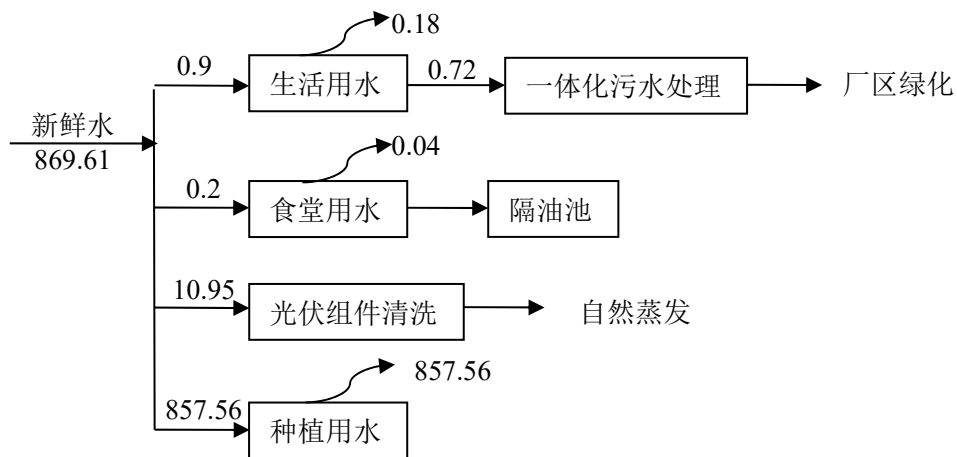 0.18
0.9
生活用水
0.72
一体化污水处理
厂区绿化
新鲜水
869.61
0.04
0.2
食堂用水
隔油池
10.95
光伏组件清洗
自然蒸发
857.56
857.56
种植用水